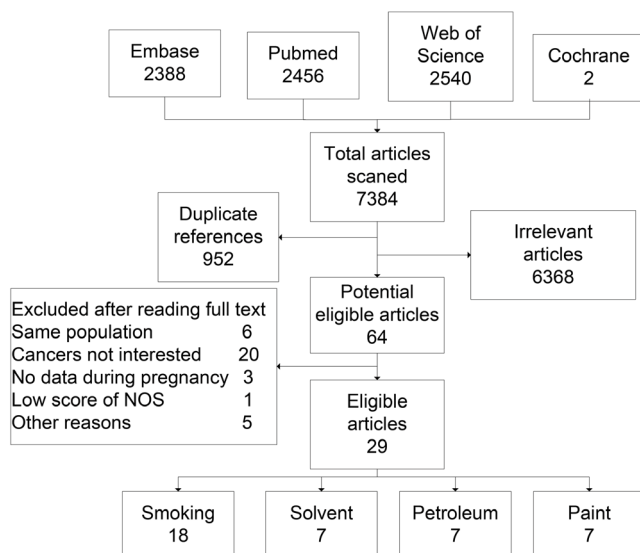 Embase
2388
Pubmed
2456
Web of
Science
2540
Cochrane
2
Total articles
scaned
7384
Duplicate
references
952
Irrelevant
articles
6368
Potential
eligible articles
64
Excluded after reading full text
Same population 6
Cancers not interested 20
No data during pregnancy 3
Low score of NOS 1
Other reasons 5
Eligible
articles
29
Smoking
18
Solvent
7
Petroleum
7
Paint
7